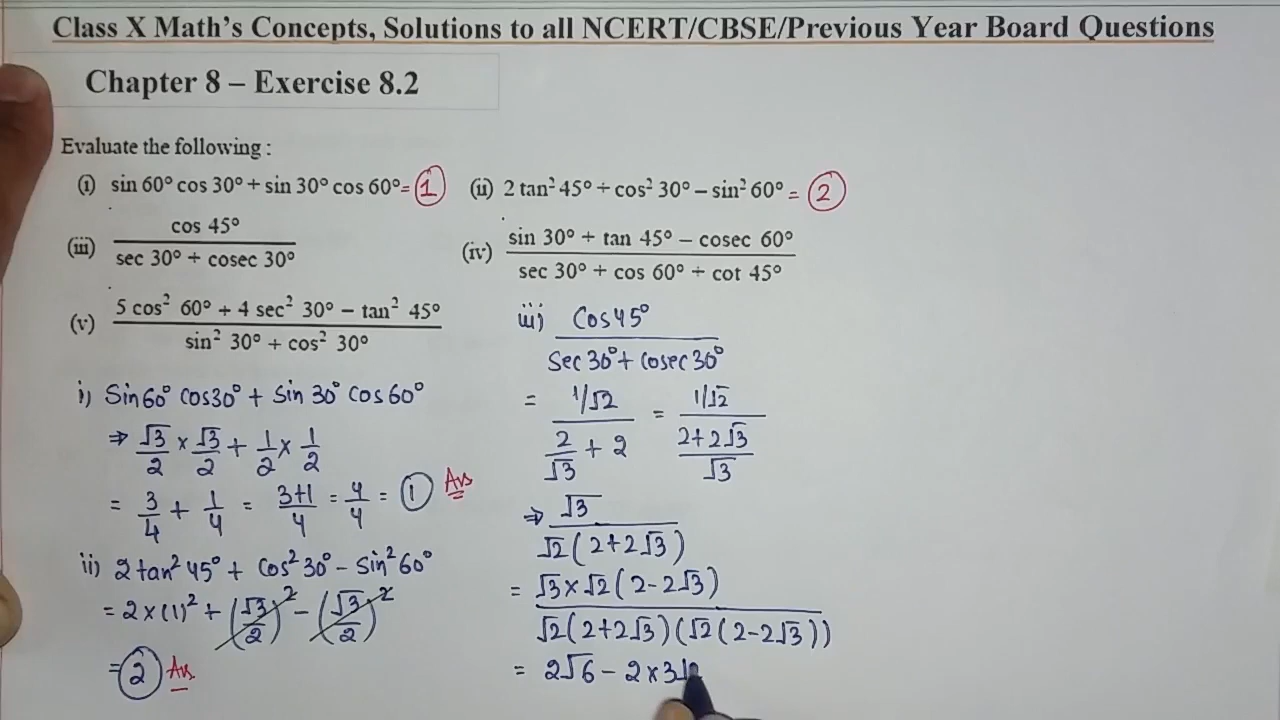 Class X Math's Concepts, Solutions to all NCERT/CBSE/Previous Year Board Questions
Chapter 8 – Exercise 8.2
Evaluate the following :
(i) sin 60° cos 30° + sin 30° cos 60° = 1
(ii) 2 tan² 45° + cos² 30° – sin² 60° = 2
(iii) cos 45° / sec 30° + cosec 30°
(iv) sin 30° + tan 45° – cosec 60° / sec 30° + cos 60° + cot 45°
(v) 5 cos² 60° + 4 sec² 30° – tan² 45° / sin² 30° + cos² 30°
i) Sin60° cos30° + sin 30° cos 60°
⇒ √3/2 × √3/2 + 1/2 × 1/2
= 3/4 + 1/4 = 3+1/4 = 4/4 = 1 Ans
ii) 2tan² 45° + cos² 30° – sin² 60°
= 2×(1)² + (√3/2)² – (√3/2)²
= 2 Ans
iii) Cos45° / Sec 30° + cosec 30°
= 1/√2 / 2/√3 + 2 = 1/√2 / 2+2√3/√3
⇒ √3 / √2(2+2√3)
= √3×√2(2-2√3) / √2(2+2√3)(√2(2-2√3))
= 2√6 – 2×3